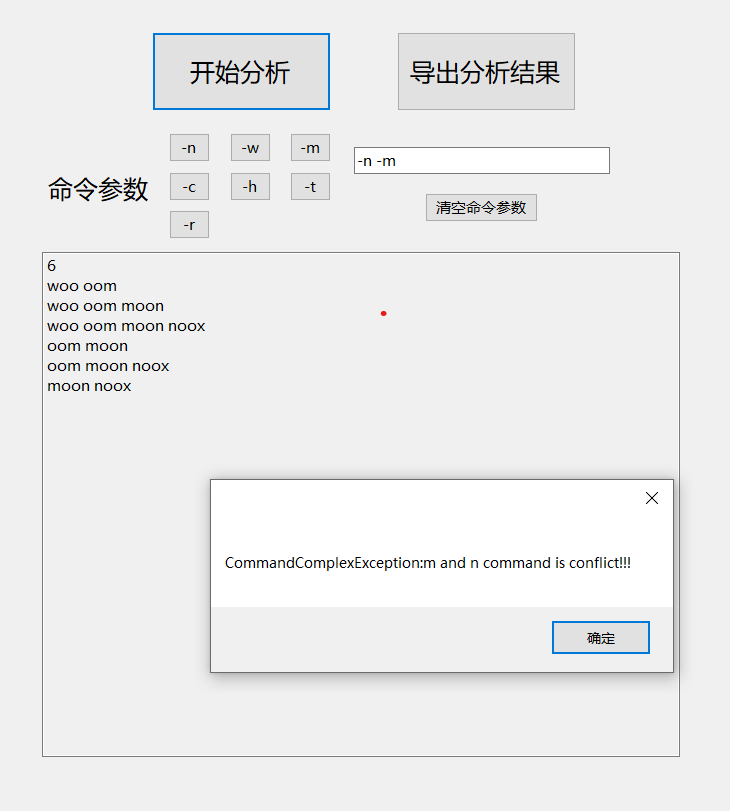 开始分析 导出分析结果
-n -w -m
-n -m
命令参数 -c -h -t
清空命令参数
-r
6
woo oom
woo oom moon
woo oom moon noox
oom moon
oom moon noox
moon noox
CommandComplexException:m and n command is conflict!!!
确定